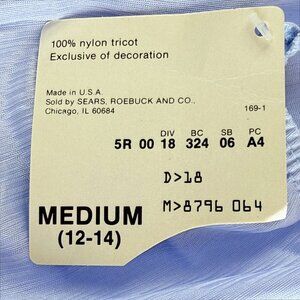 100% nylon tricot
Exclusive of decoration
Made in U.S.A.
Sold by SEARS, ROEBUCK AND CO.,
Chicago, IL 60684
169-1
DIV BC SB PC
5R 00 18 324 06 A4
D>18
MEDIUM M>8796 064
(12-14)